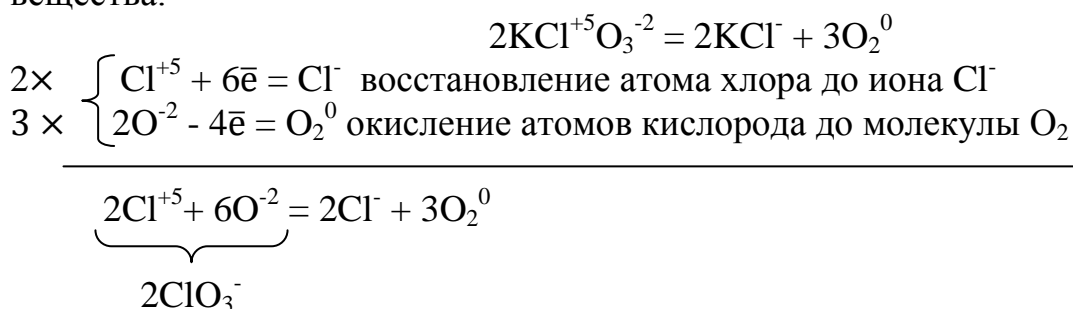 вещества:
2KCl⁺⁵O₃⁻² = 2KCl⁻ + 3O₂⁰
2× Cl⁺⁵ + 6ē = Cl⁻ восстановление атома хлора до иона Cl⁻
3 × 2O⁻² - 4ē = O₂⁰ окисление атомов кислорода до молекулы O₂
2Cl⁺⁵+ 6O⁻² = 2Cl⁻ + 3O₂⁰
2ClO₃⁻